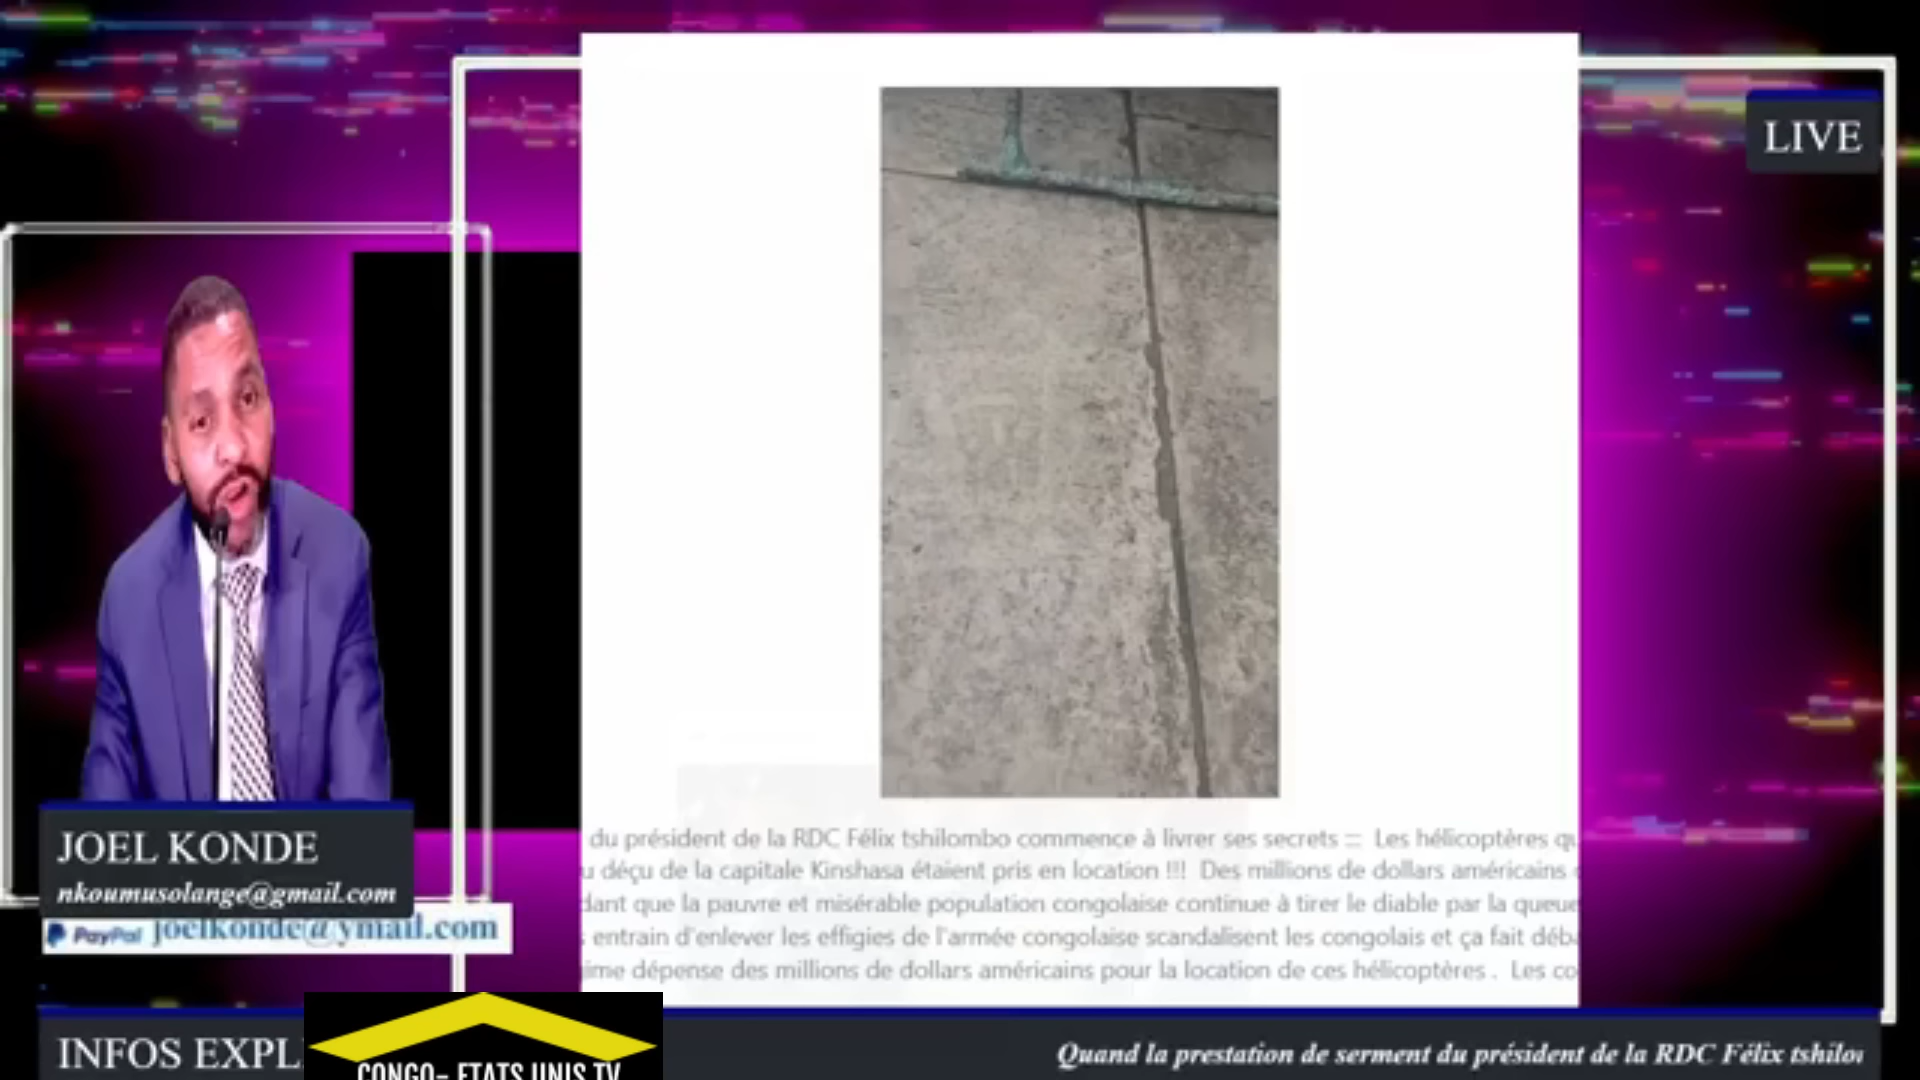 LIVE
du président de la RDC Félix tshilombo commence à livrer ses secrets :: Les hélicoptères qu
u déçu de la capitale Kinshasa étaient pris en location !!! Des millions de dollars américains
dant que la pauvre et misérable population congolaise continue à tirer le diable par la queue
entrain d'enlever les effigies de l'armée congolaise scandalisent les congolais et ça fait déb
ime dépense des millions de dollars américains pour la location de ces hélicoptères . Les co
JOEL KONDE
nkoumusolange@gmail.com
PayPal joelkonde@ymail.com
INFOS EXPL
CONGO- ETATS UNIS TV
Quand la prestation de serment du président de la RDC Félix tshilo